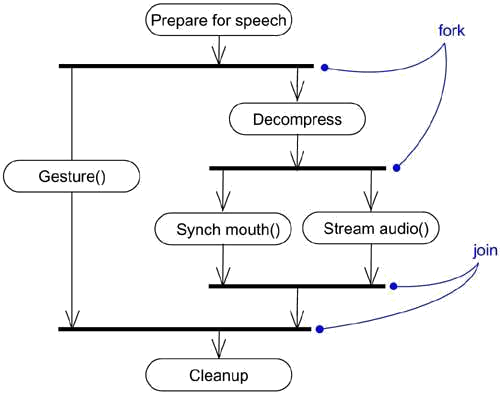 Prepare for speech
fork
Decompress
Gesture()
Synch mouth()
Stream audio()
join
Cleanup